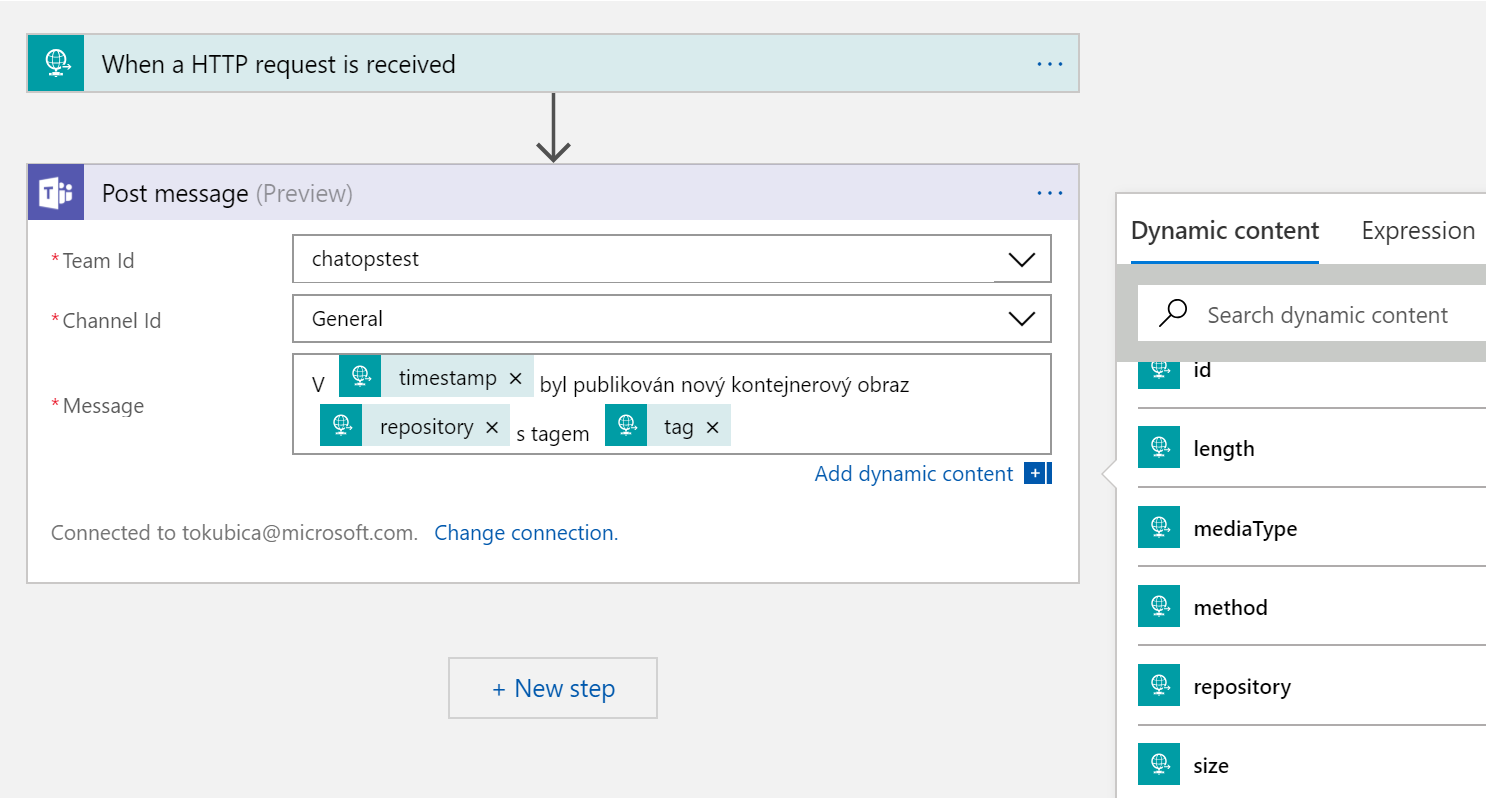 When a HTTP request is received
Post message (Preview)
* Team Id
chatopstest
* Channel Id
General
* Message
V timestamp × byl publikován nový kontejnerový obraz
repository × s tagem tag ×
Add dynamic content
Connected to tokubica@microsoft.com. Change connection.
+ New step
Dynamic content Expression
Search dynamic content
id
length
mediaType
method
repository
size